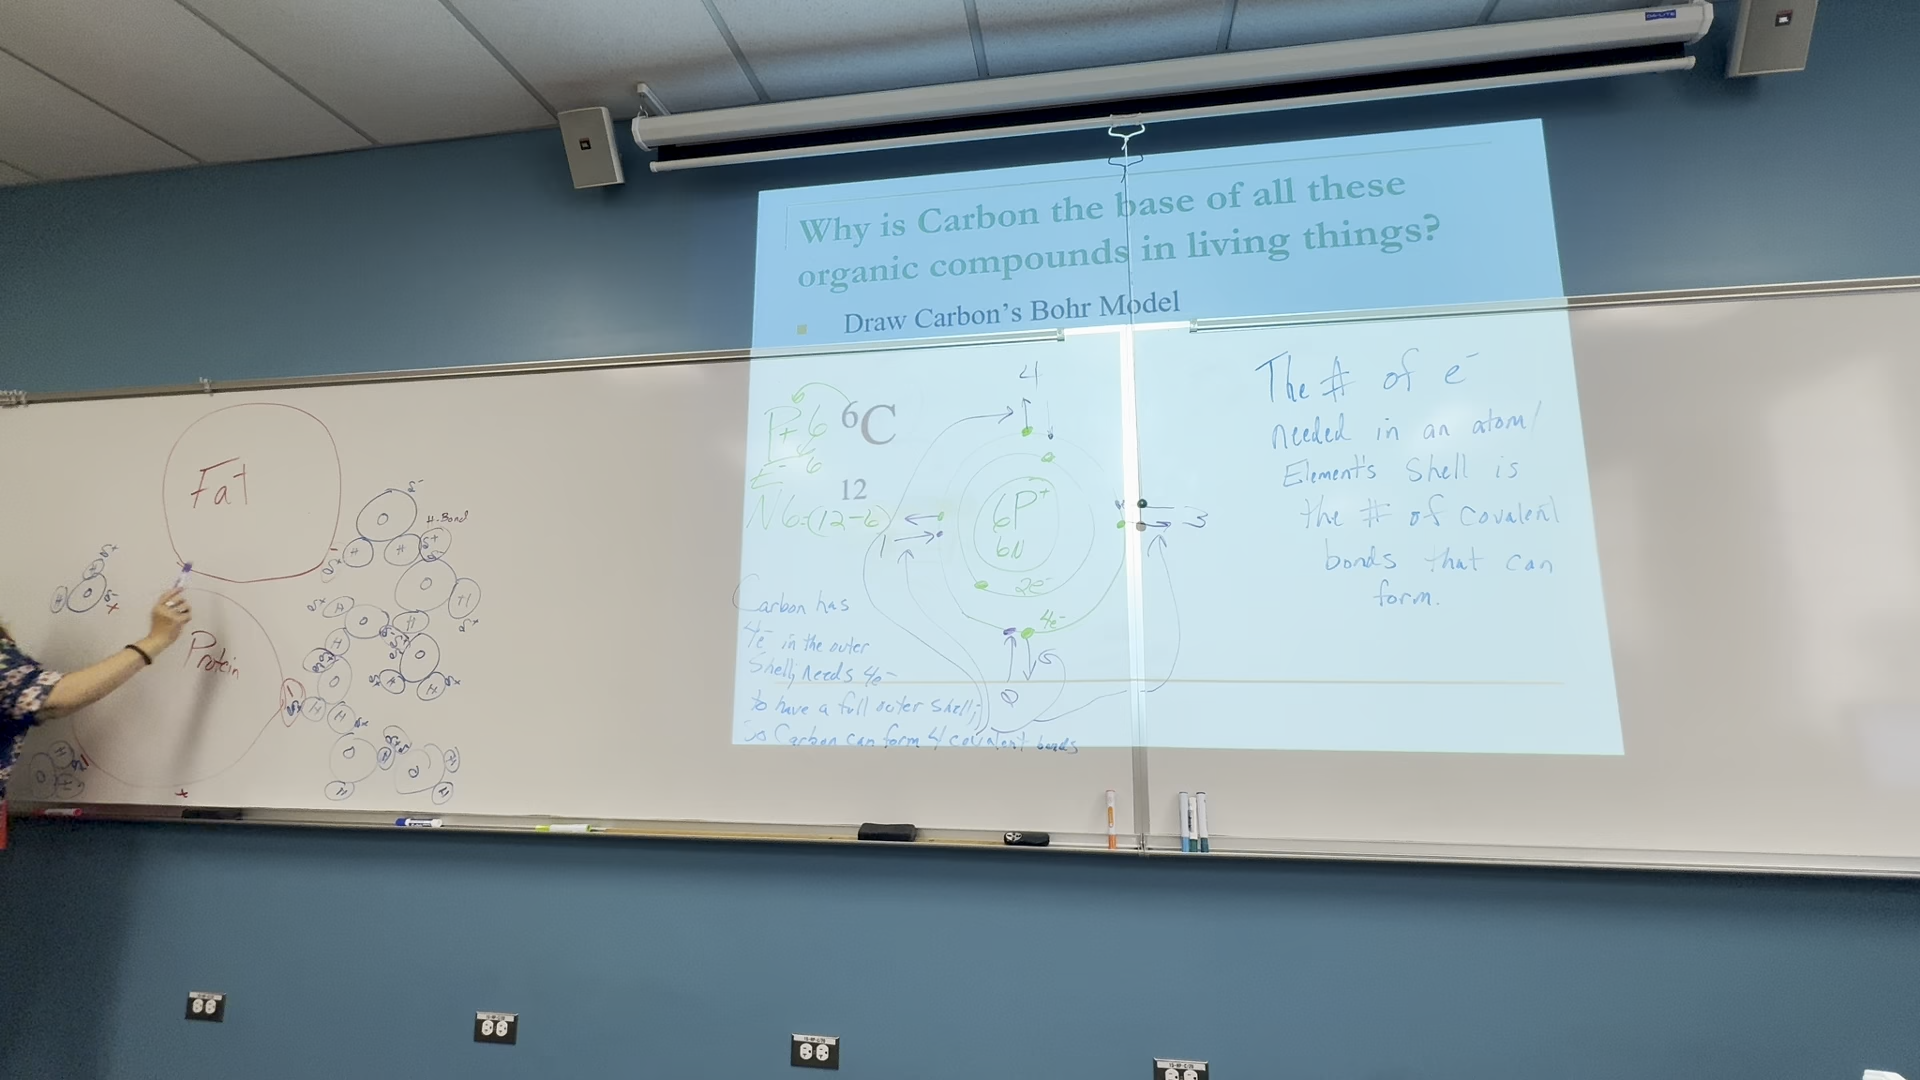 Why is Carbon the base of all these
organic compounds in living things?
Draw Carbon's Bohr Model
Fat
Protein
H-Bond
P+ 6
E- 6
N 6=(12-6)
6
C
12
4
3
1
6P+
6N
2e-
4e-
Carbon has
4e- in the outer
Shell; needs 4e-
to have a full outer shell;
so Carbon can form 4 covalent bonds
The # of e-
needed in an atom/
Element's Shell is
the # of covalent
bonds that can
form.